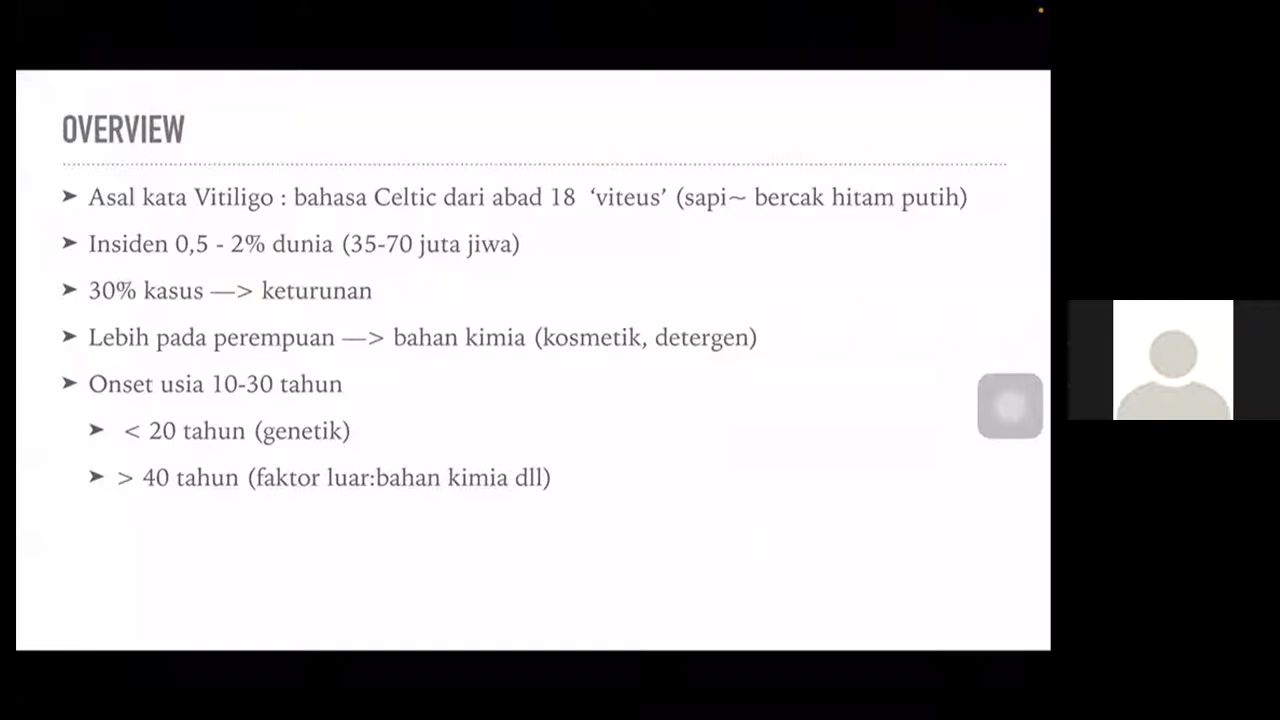 OVERVIEW
➤ Asal kata Vitiligo : bahasa Celtic dari abad 18 ‘viteus’ (sapi~ bercak hitam putih)
➤ Insiden 0,5 - 2% dunia (35-70 juta jiwa)
➤ 30% kasus —> keturunan
➤ Lebih pada perempuan —> bahan kimia (kosmetik, detergen)
➤ Onset usia 10-30 tahun
➤ < 20 tahun (genetik)
➤ > 40 tahun (faktor luar:bahan kimia dll)